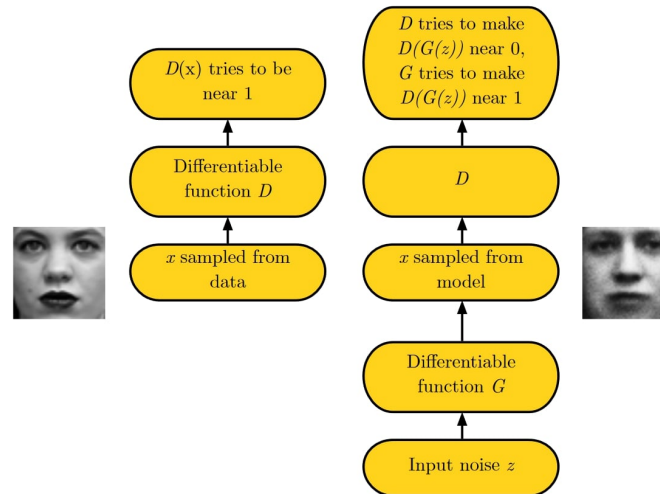 D(x) tries to be
near 1
Differentiable
function D
x sampled from
data
D tries to make
D(G(z)) near 0,
G tries to make
D(G(z)) near 1
D
x sampled from
model
Differentiable
function G
Input noise z